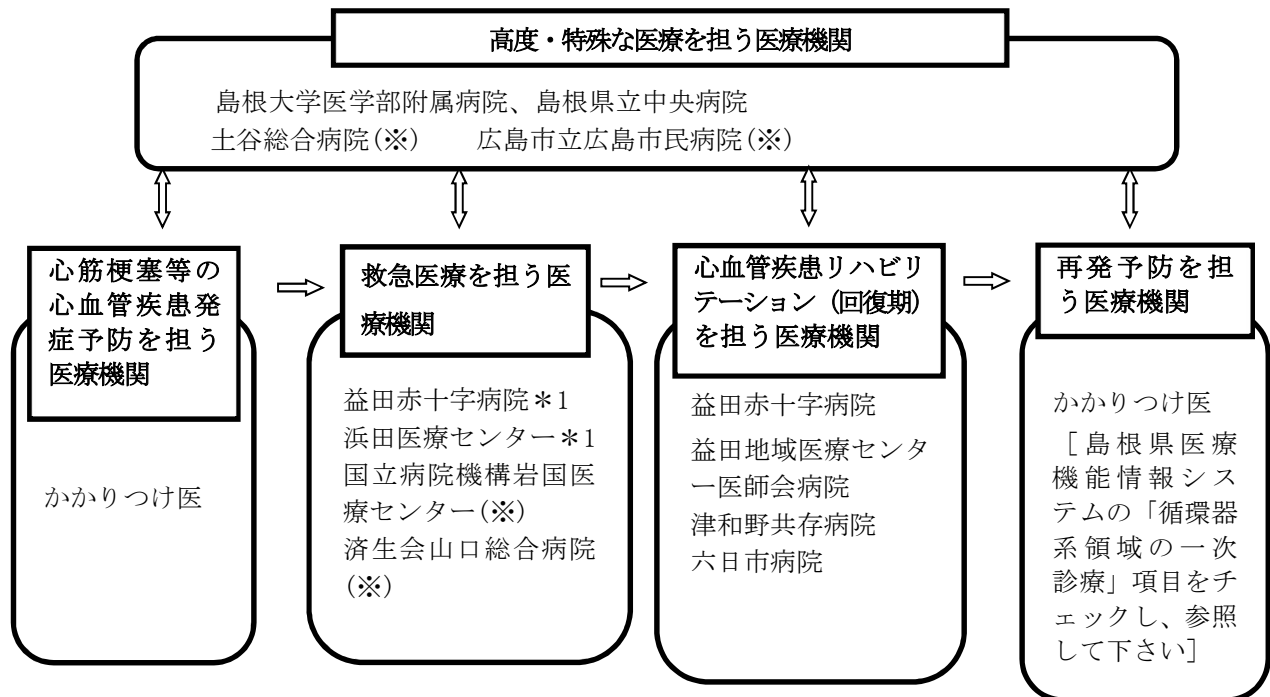 高度・特殊な医療を担う医療機関
島根大学医学部附属病院、島根県立中央病院
土谷総合病院(※)　　広島市立広島市民病院(※)
心筋梗塞等の
心血管疾患発
症予防を担う
医療機関
かかりつけ医
救急医療を担う医
療機関
益田赤十字病院＊1
浜田医療センター＊1
国立病院機構岩国医
療センター(※)
済生会山口総合病院
(※)
心血管疾患リハビリ
テーション（回復期）
を担う医療機関
益田赤十字病院
益田地域医療センタ
ー医師会病院
津和野共存病院
六日市病院
再発予防を担
う医療機関
かかりつけ医
［島根県医療
機能情報シス
テムの「循環器
系領域の一次
診療」項目をチ
ェックし、参照
して下さい］